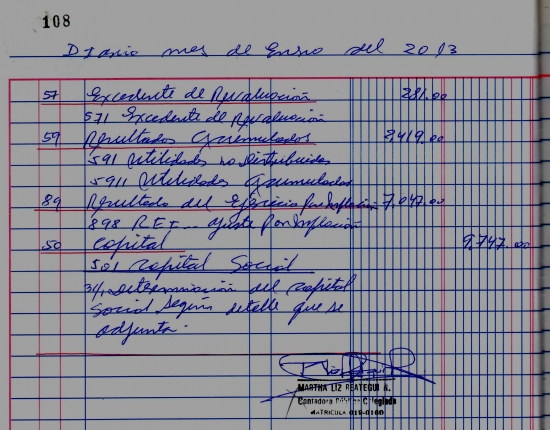 108
Diario mes de Enero del 2013
57 Excedente de Revaluación 281.00
571 Excedente de Revaluación
59 Resultados Acumulados 2,419.00
591 Utilidades no Distribuidas
5911 Utilidades Acumuladas
89 Resultado del Ejercicio por Inflación 7,047.00
898 R.E.I... ajuste por Inflación
50 Capital 9,747.00
501 Capital Social
31/1 Determinación del Capital
Social según detalle que se
adjunta.
MARTHA LIZ REATEGUI A.
Contadora Público Colegiado
MATRICULA 019-0160